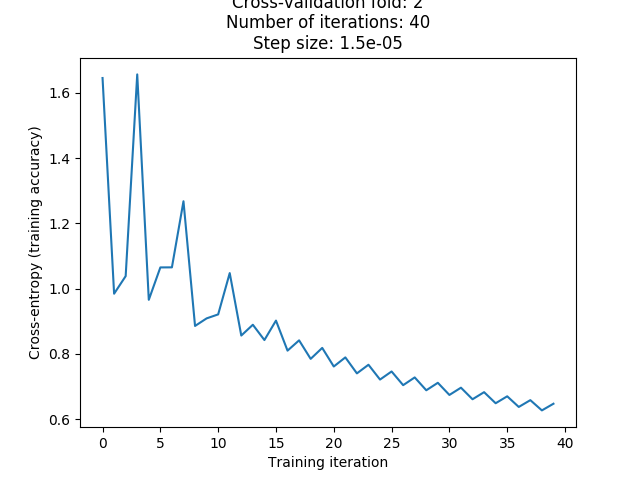 Cross-validation fold: 2
Number of iterations: 40
Step size: 1.5e-05
1.6
1.4
1.2
1.0
0.8
0.6
Cross-entropy (training accuracy)
0 5 10 15 20 25 30 35 40
Training iteration